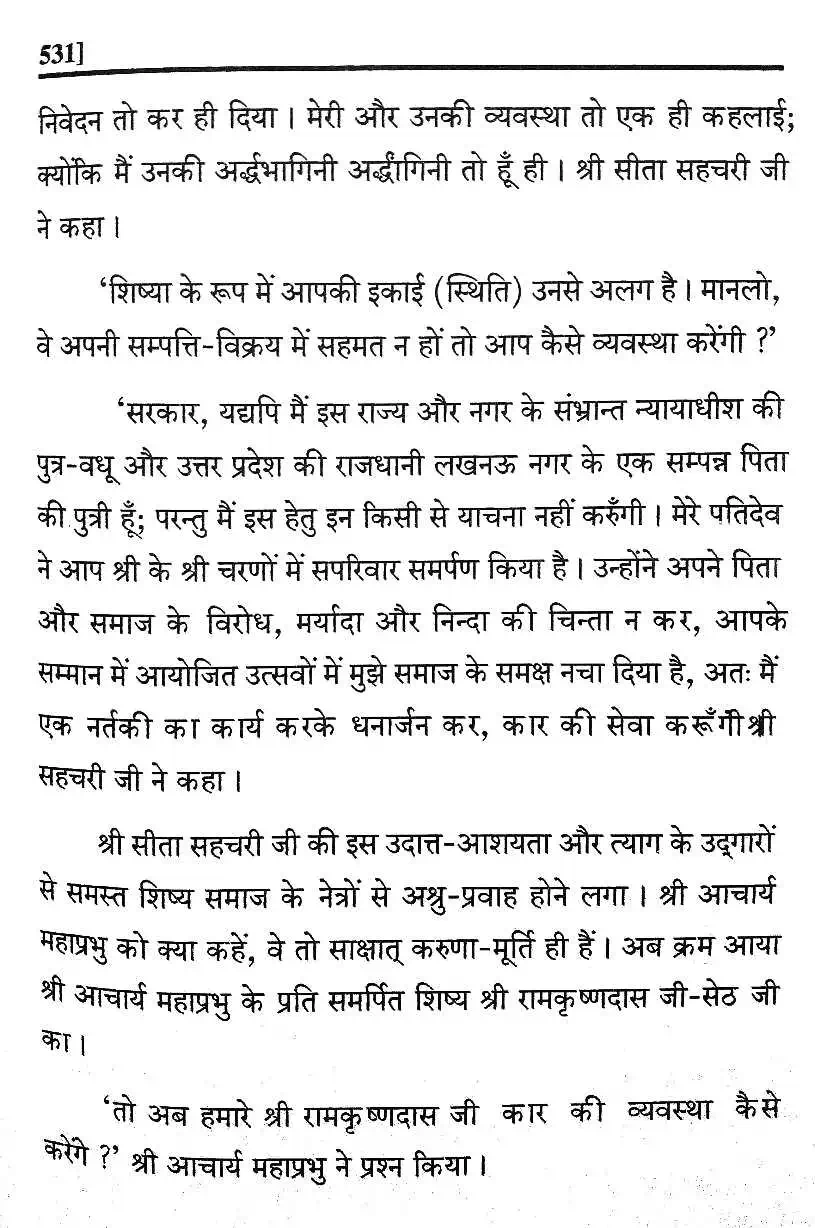 531]
निवेदन तो कर ही दिया। मेरी और उनकी व्यवस्था तो एक ही कहलाई;
क्योंकि मैं उनकी अर्द्धभागिनी अर्द्धांगिनी तो हूँ ही। श्री सीता सहचरी जी
ने कहा।
‘शिष्या के रूप में आपकी इकाई (स्थिति) उनसे अलग है। मानलो,
वे अपनी सम्पत्ति-विक्रय में सहमत न हों तो आप कैसे व्यवस्था करेंगी ?’
‘सरकार, यद्यपि मैं इस राज्य और नगर के संभ्रान्त न्यायाधीश की
पुत्र-वधू और उत्तर प्रदेश की राजधानी लखनऊ नगर के एक सम्पन्न पिता
की पुत्री हूँ; परन्तु मैं इस हेतु इन किसी से याचना नहीं करुँगी। मेरे पतिदेव
ने आप श्री के श्री चरणों में सपरिवार समर्पण किया है। उन्होंने अपने पिता
और समाज के विरोध, मर्यादा और निन्दा की चिन्ता न कर, आपके
सम्मान में आयोजित उत्सवों में मुझे समाज के समक्ष नचा दिया है, अतः मैं
एक नर्तकी का कार्य करके धनार्जन कर, कार की सेवा करूँगी श्री
सहचरी जी ने कहा।
श्री सीता सहचरी जी की इस उदात्त-आशयता और त्याग के उद्‌गारों
से समस्त शिष्य समाज के नेत्रों से अश्रु-प्रवाह होने लगा। श्री आचार्य
महाप्रभु को क्या कहें, वे तो साक्षात् करुणा-मूर्ति ही हैं। अब क्रम आया
श्री आचार्य महाप्रभु के प्रति समर्पित शिष्य श्री रामकृष्णदास जी-सेठ जी
का।
‘तो अब हमारे श्री रामकृष्णदास जी कार की व्यवस्था कैसे
करेंगे ?’ श्री आचार्य महाप्रभु ने प्रश्न किया।